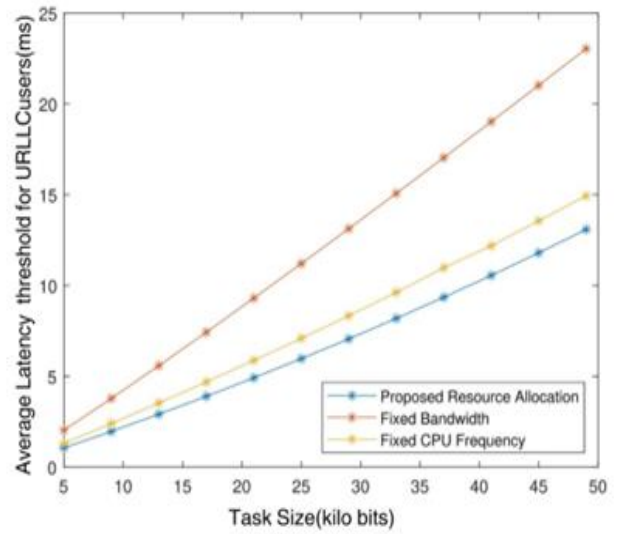 25
20
15
10
5
0
5 10 15 20 25 30 35 40 45 50
Average Latency threshold for URLLCusers(ms)
Proposed Resource Allocation
Fixed Bandwidth
Fixed CPU Frequency
Task Size(kilo bits)